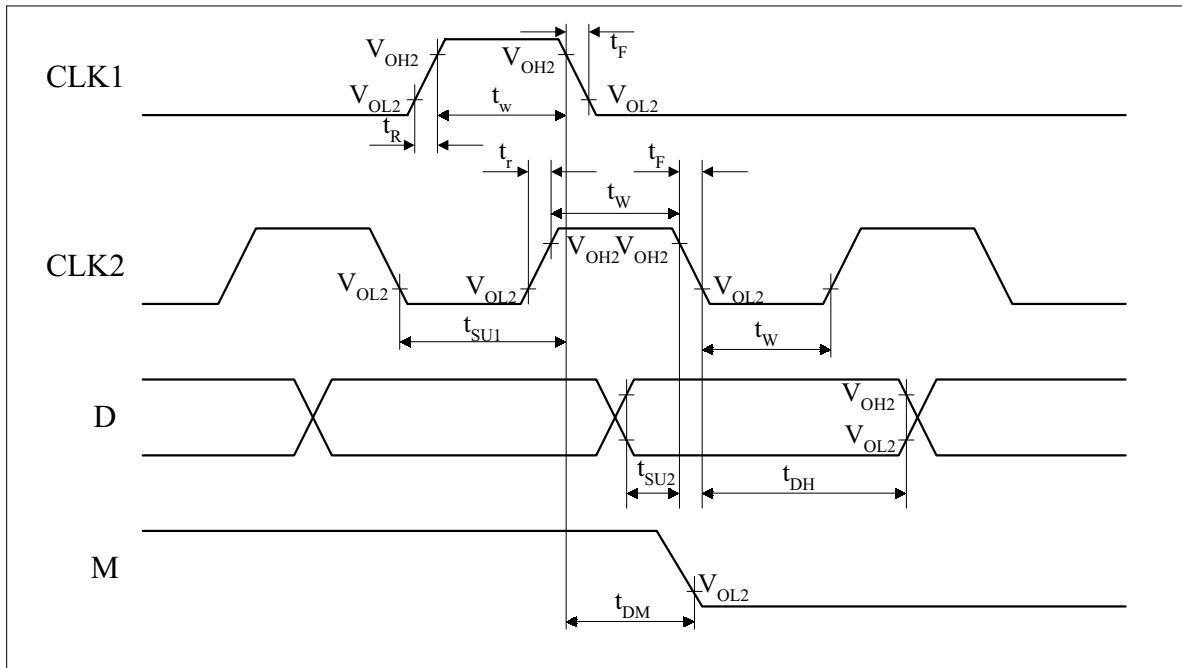 t_F
V_OH2 V_OH2
CLK1
V_OL2 t_w V_OL2
t_R
t_r t_F
t_W
CLK2
V_OH2 V_OH2
V_OL2 V_OL2 V_OL2
t_SU1 t_W
D
V_OH2
V_OL2
t_SU2 t_DH
M
V_OL2
t_DM